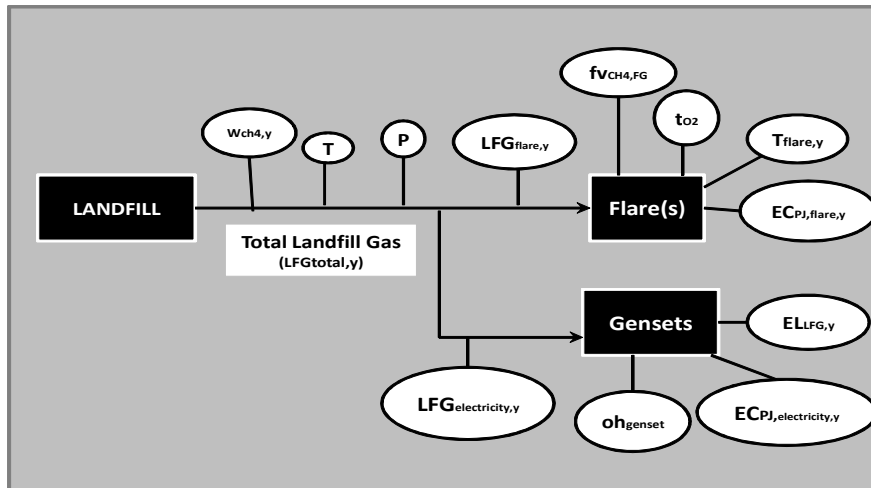 fvCH4,FG
tO2
Wch4,y
T
P
LFGflare,y
Tflare,y
LANDFILL
Flare(s)
ECPJ,flare,y
Total Landfill Gas
(LFGtotal,y)
Gensets
ELLFG,y
LFGelectricity,y
ohgenset
ECPJ,electricity,y